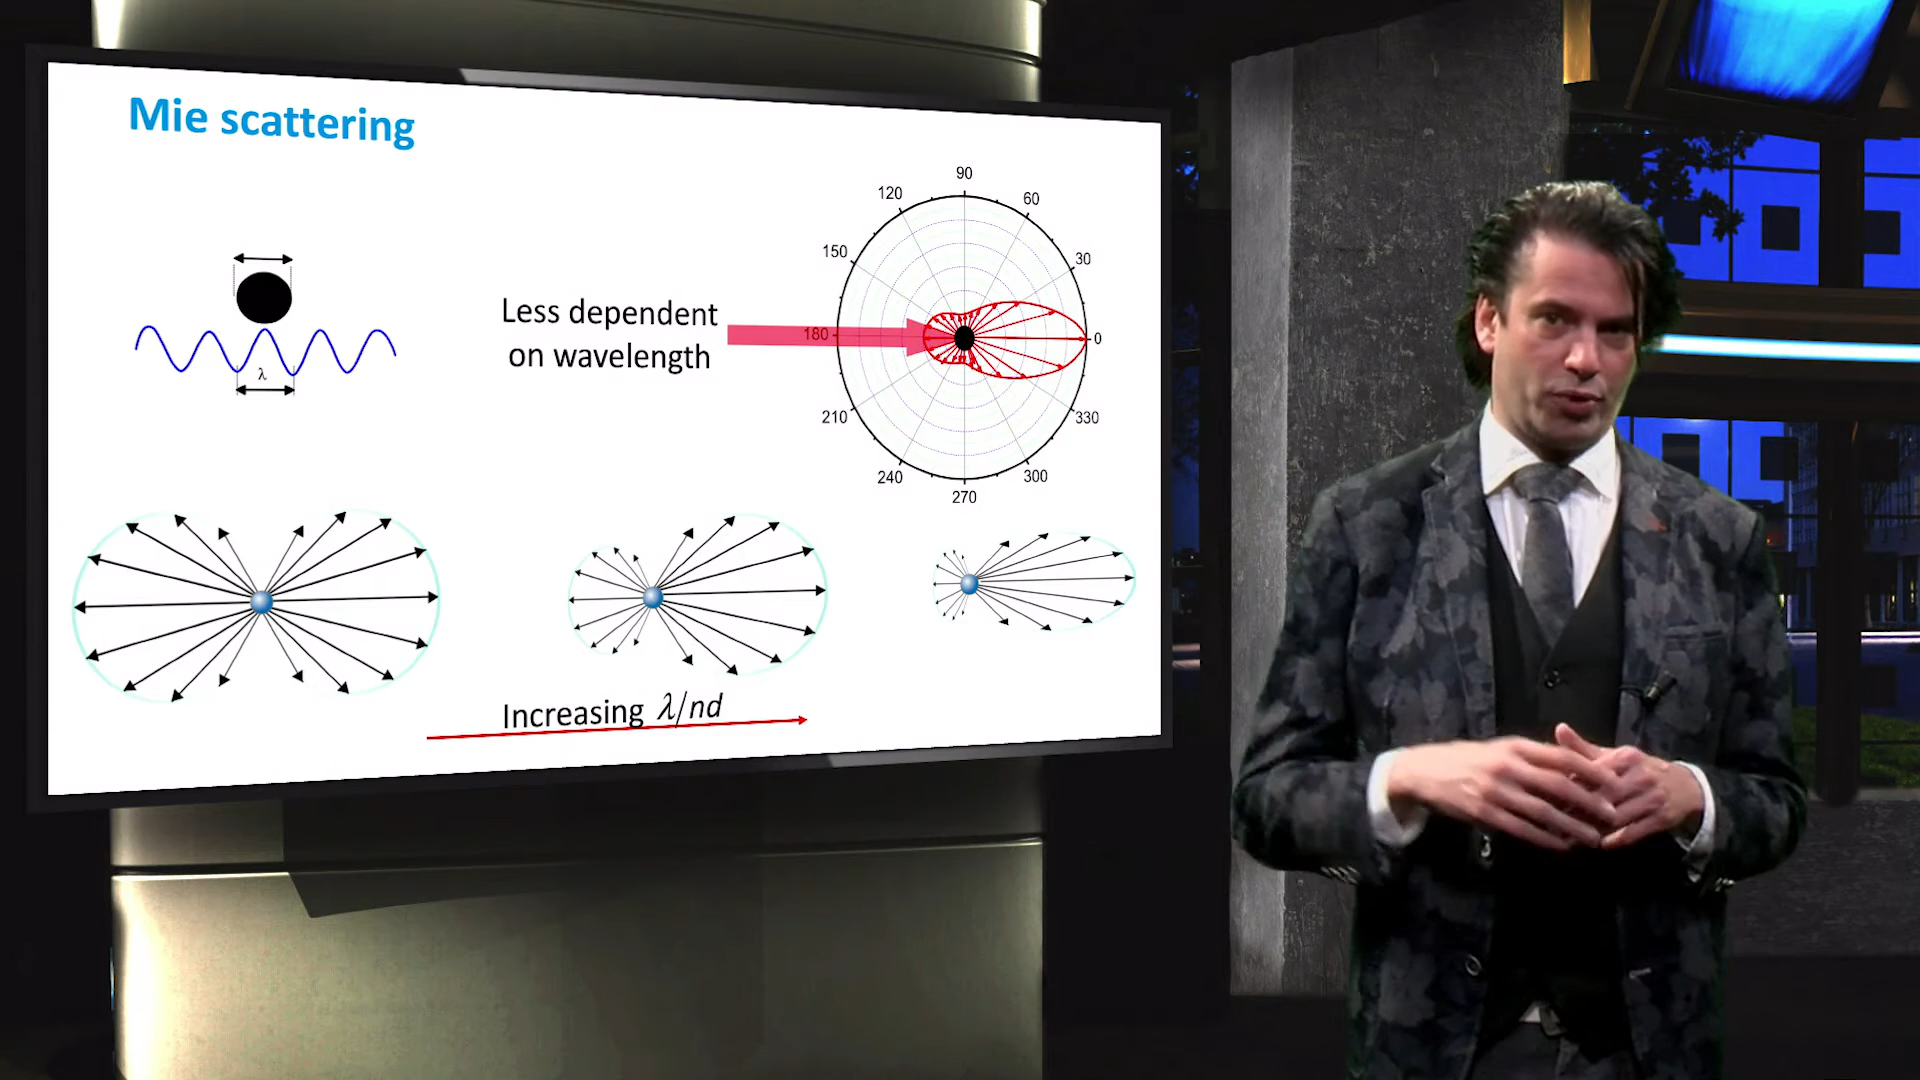 Mie scattering
λ
Less dependent
on wavelength
90
120
60
150
30
180
0
210
330
240
300
270
Increasing λ/nd